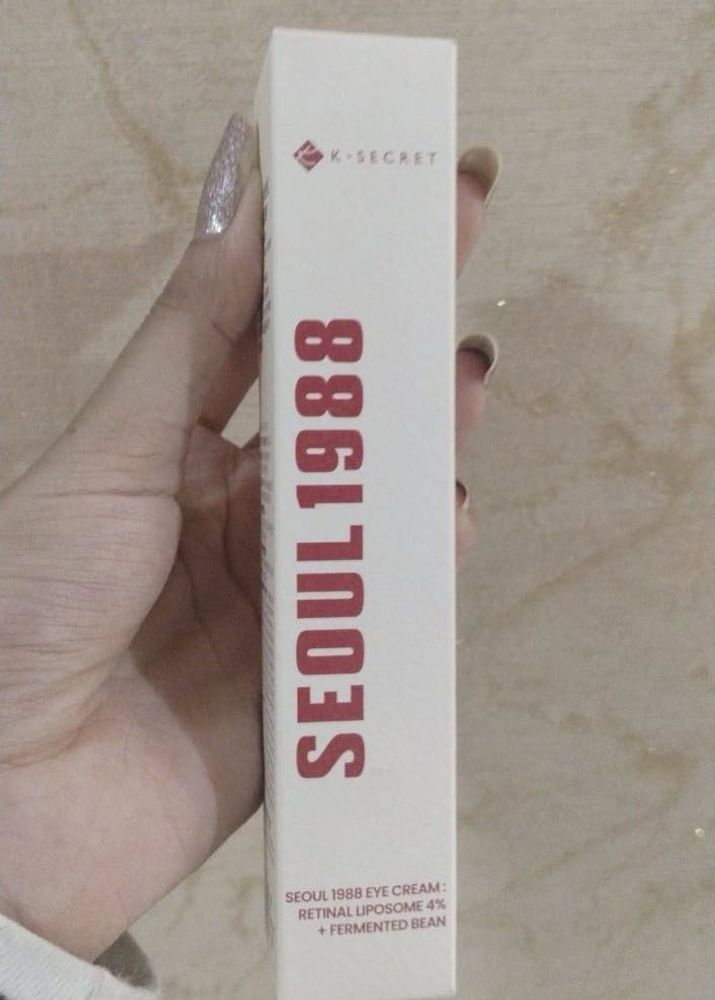 K-SECRET
SEOUL1988
SEOUL 1988 EYE CREAM :
RETINAL LIPOSOME 4%
+ FERMENTED BEAN